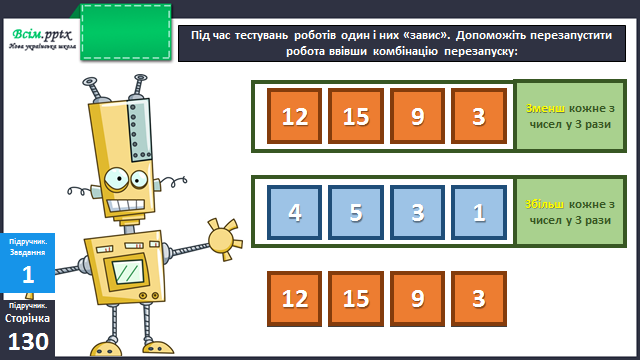 Всім.pptx
Нова українська школа
Під час тестувань роботів один і них «завис». Допоможіть перезапустити
робота ввівши комбінацію перезапуску:
12 15 9 3
Зменш кожне з
чисел у 3 рази
4 5 3 1
Збільш кожне з
чисел у 3 рази
12 15 9 3
Підручник.
Завдання
1
Підручник.
Сторінка
130